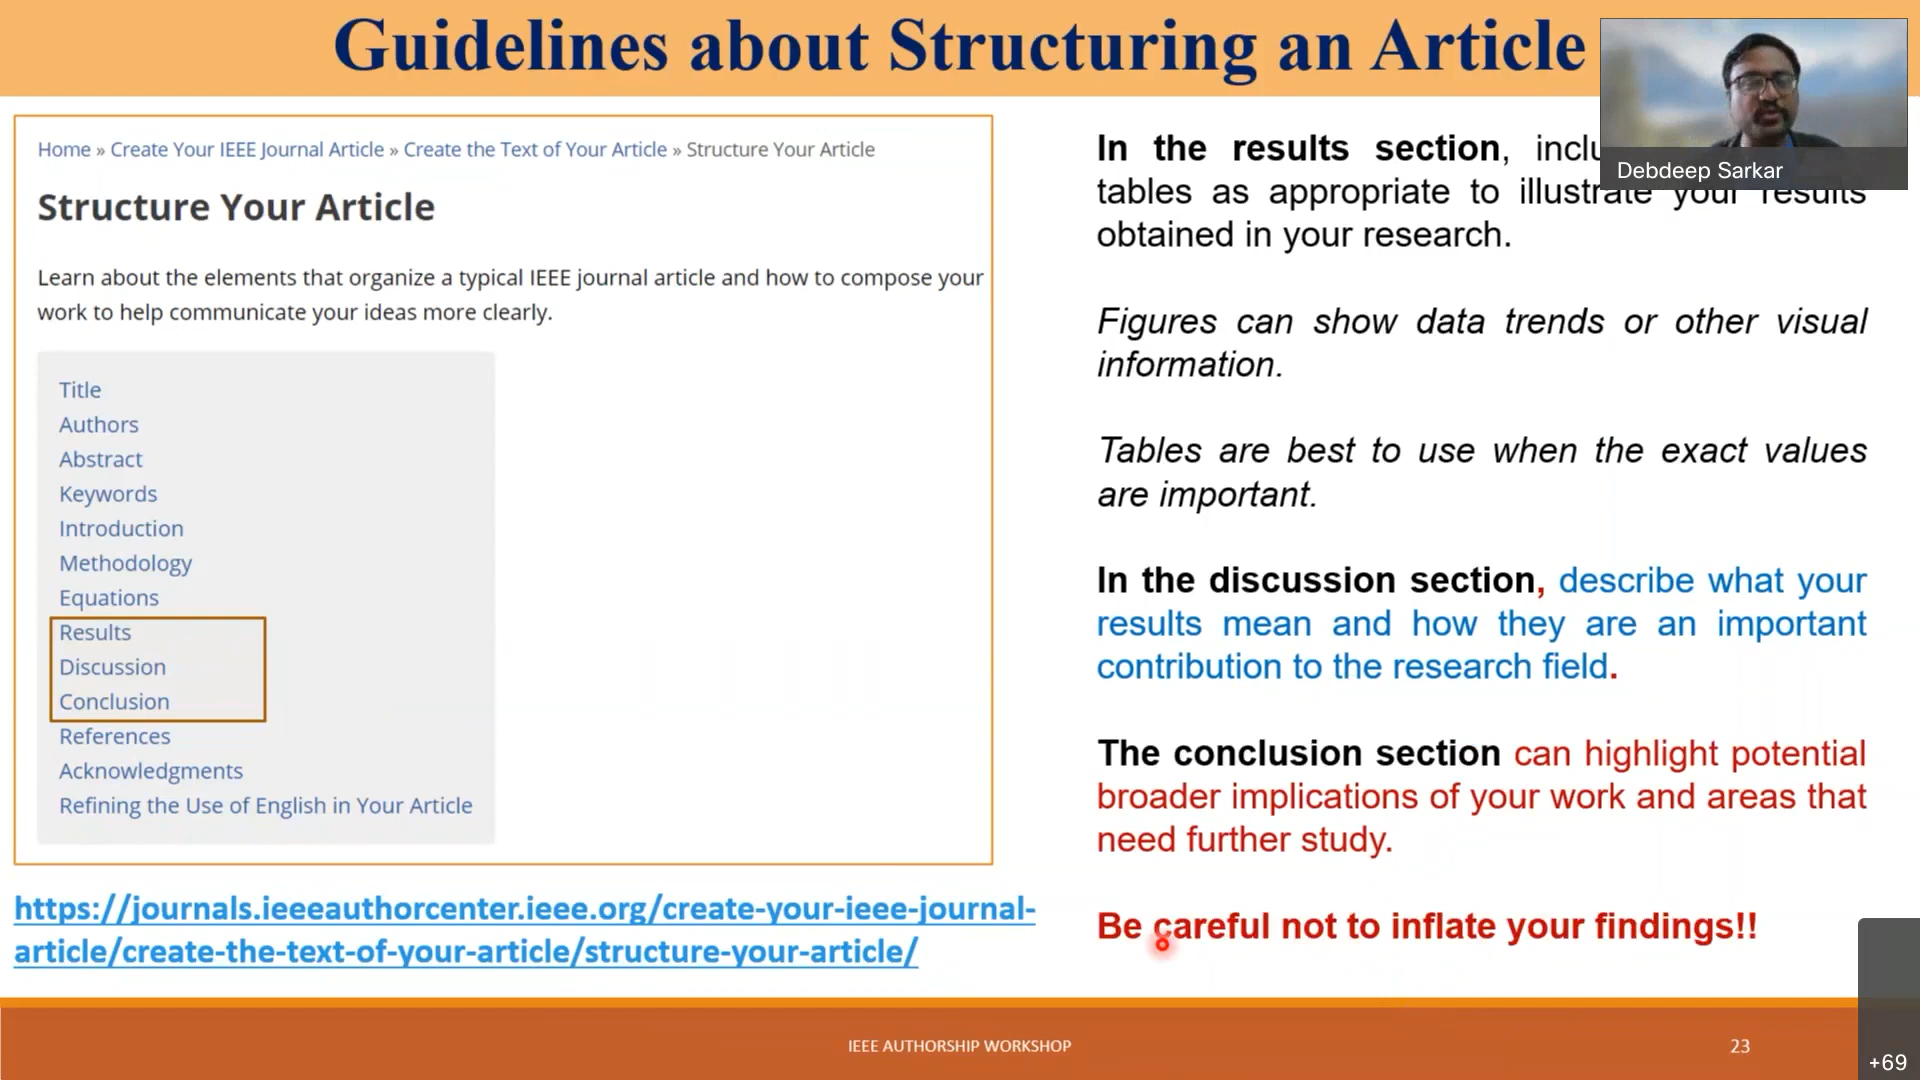 Guidelines about Structuring an Article
Debdeep Sarkar
Home » Create Your IEEE Journal Article » Create the Text of Your Article » Structure Your Article
Structure Your Article
Learn about the elements that organize a typical IEEE journal article and how to compose your
work to help communicate your ideas more clearly.
Title
Authors
Abstract
Keywords
Introduction
Methodology
Equations
Results
Discussion
Conclusion
References
Acknowledgments
Refining the Use of English in Your Article
https://journals.ieeeauthorcenter.ieee.org/create-your-ieee-journal-
article/create-the-text-of-your-article/structure-your-article/
In the results section,
tables as appropriate to illustrate your results
obtained in your research.
Figures can show data trends or other visual
information.
Tables are best to use when the exact values
are important.
In the discussion section, describe what your
results mean and how they are an important
contribution to the research field.
The conclusion section can highlight potential
broader implications of your work and areas that
need further study.
Be careful not to inflate your findings!!
IEEE AUTHORSHIP WORKSHOP
23
+69